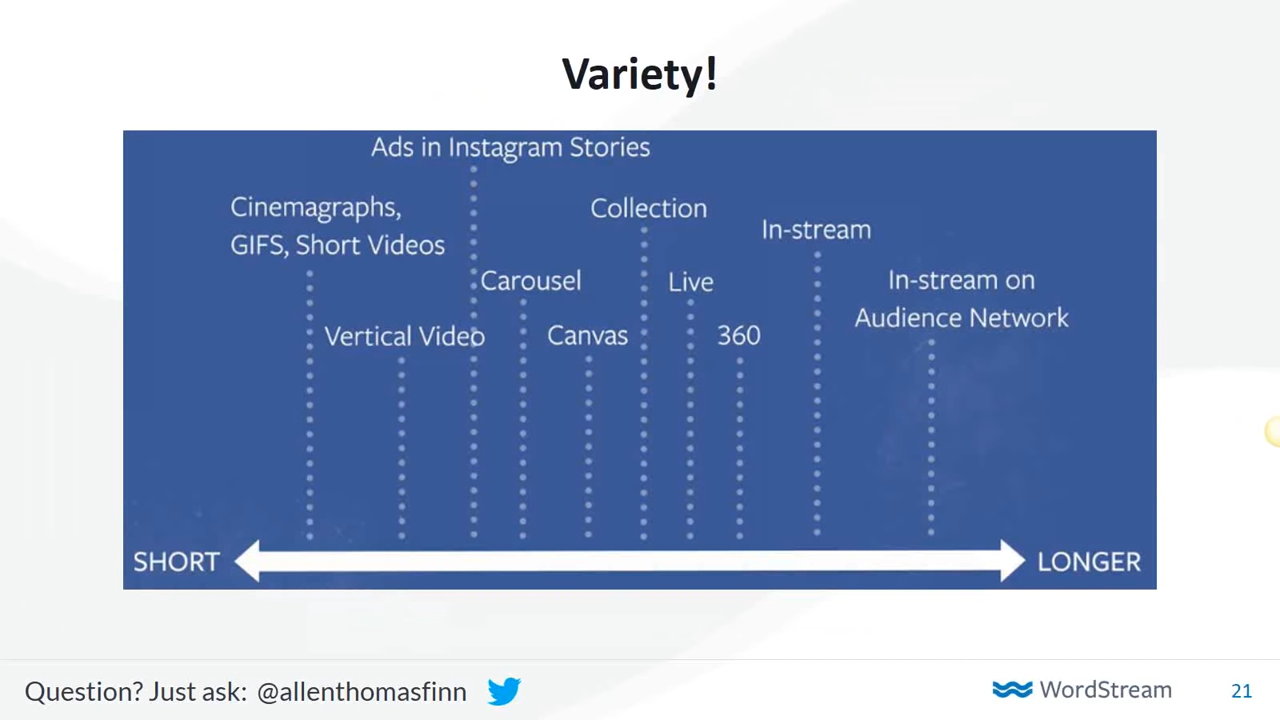 Variety!
Ads in Instagram Stories
Cinemagraphs,
GIFS, Short Videos
Collection
In-stream
Carousel
Live
In-stream on
Audience Network
Vertical Video
Canvas
360
SHORT
LONGER
Question? Just ask: @allenthomasfinn
WordStream
21